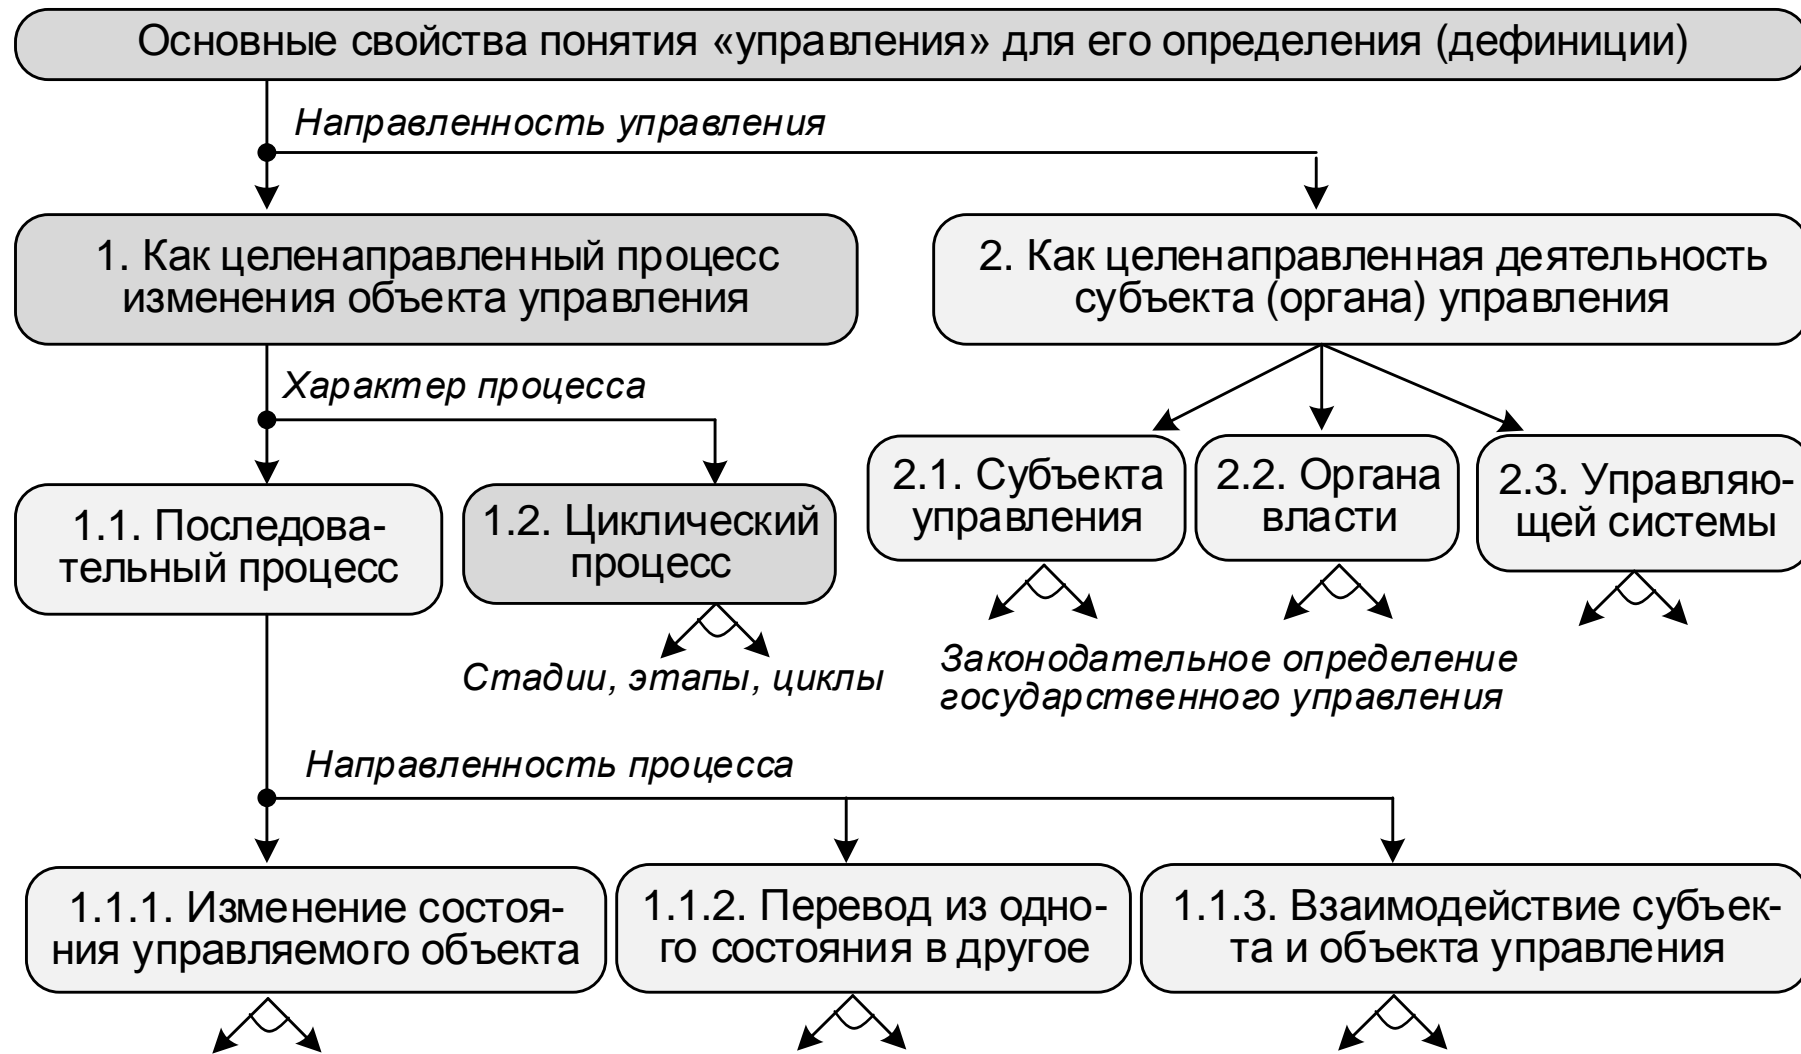 Основные свойства понятия «управления» для его определения (дефиниции)
Направленность управления
1. Как целенаправленный процесс
изменения объекта управления
2. Как целенаправленная деятельность
субъекта (органа) управления
Характер процесса
1.1. Последова-
тельный процесс
1.2. Циклический
процесс
2.1. Субъекта
управления
2.2. Органа
власти
2.3. Управляю-
щей системы
Стадии, этапы, циклы
Законодательное определение
государственного управления
Направленность процесса
1.1.1. Изменение состоя-
ния управляемого объекта
1.1.2. Перевод из одно-
го состояния в другое
1.1.3. Взаимодействие субъек-
та и объекта управления